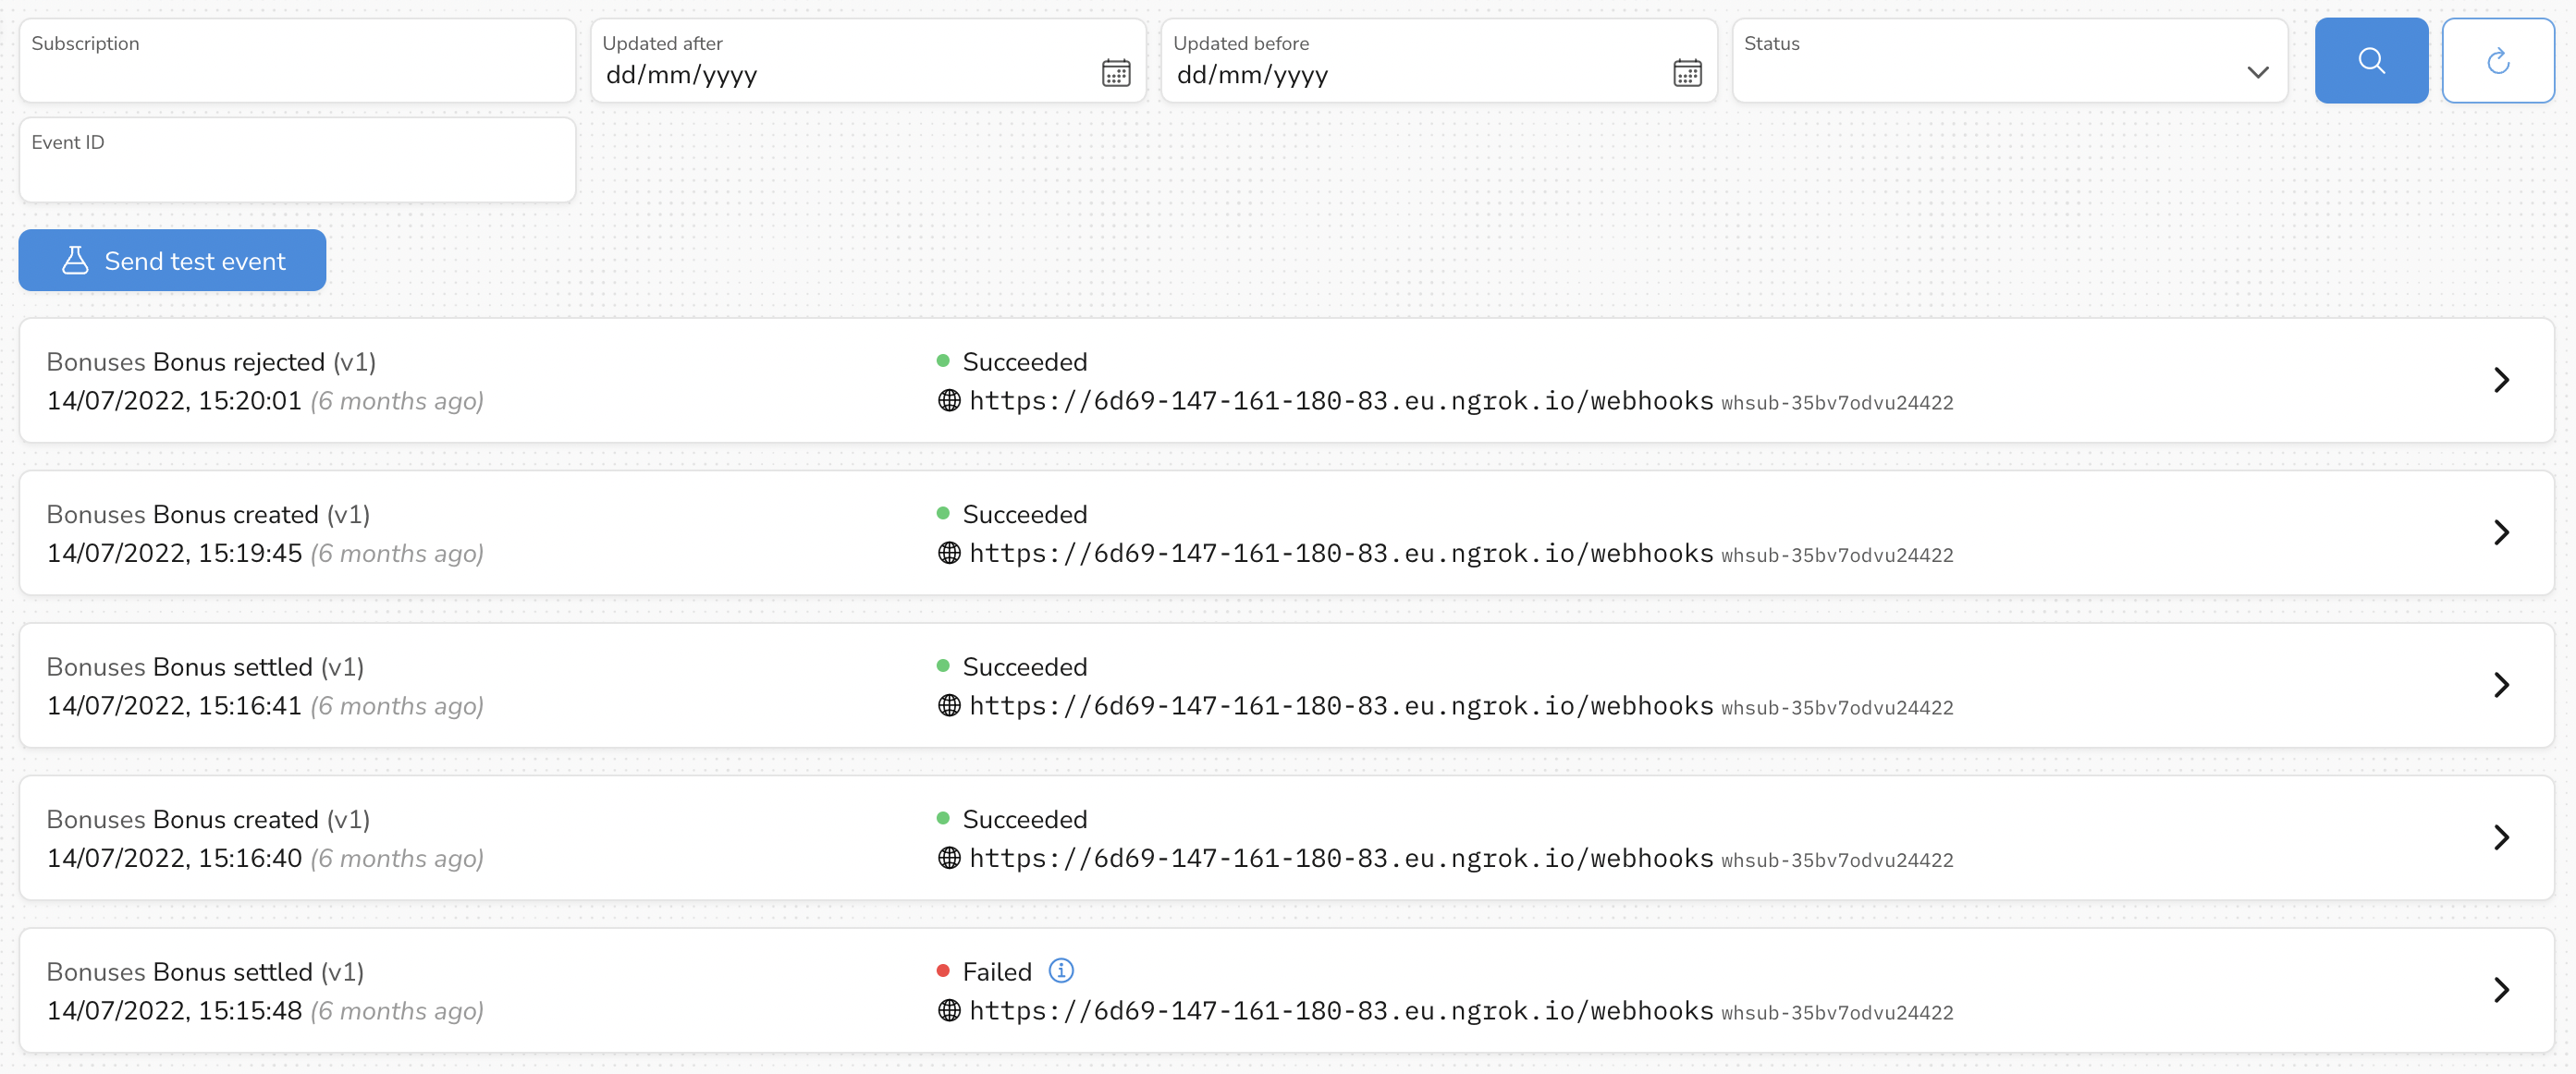 Subscription
Updated after
dd/mm/yyyy
Updated before
dd/mm/yyyy
Status
Event ID
Send test event
Bonuses Bonus rejected (v1)
14/07/2022, 15:20:01 (6 months ago)
Succeeded
https://6d69-147-161-180-83.eu.ngrok.io/webhooks whsub-35bv7odvu24422
Bonuses Bonus created (v1)
14/07/2022, 15:19:45 (6 months ago)
Succeeded
https://6d69-147-161-180-83.eu.ngrok.io/webhooks whsub-35bv7odvu24422
Bonuses Bonus settled (v1)
14/07/2022, 15:16:41 (6 months ago)
Succeeded
https://6d69-147-161-180-83.eu.ngrok.io/webhooks whsub-35bv7odvu24422
Bonuses Bonus created (v1)
14/07/2022, 15:16:40 (6 months ago)
Succeeded
https://6d69-147-161-180-83.eu.ngrok.io/webhooks whsub-35bv7odvu24422
Bonuses Bonus settled (v1)
14/07/2022, 15:15:48 (6 months ago)
Failed
https://6d69-147-161-180-83.eu.ngrok.io/webhooks whsub-35bv7odvu24422